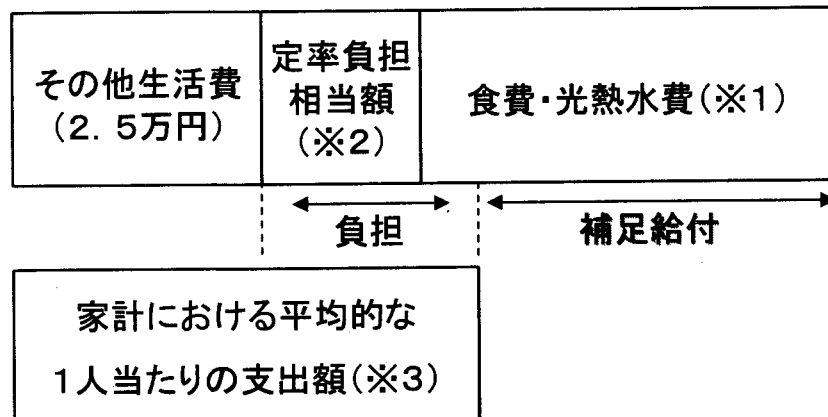 その他生活費
(2.5万円)
定率負担
相当額
(※2)
食費・光熱水費(※1)
負担
補足給付
家計における平均的な
1人当たりの支出額(※3)